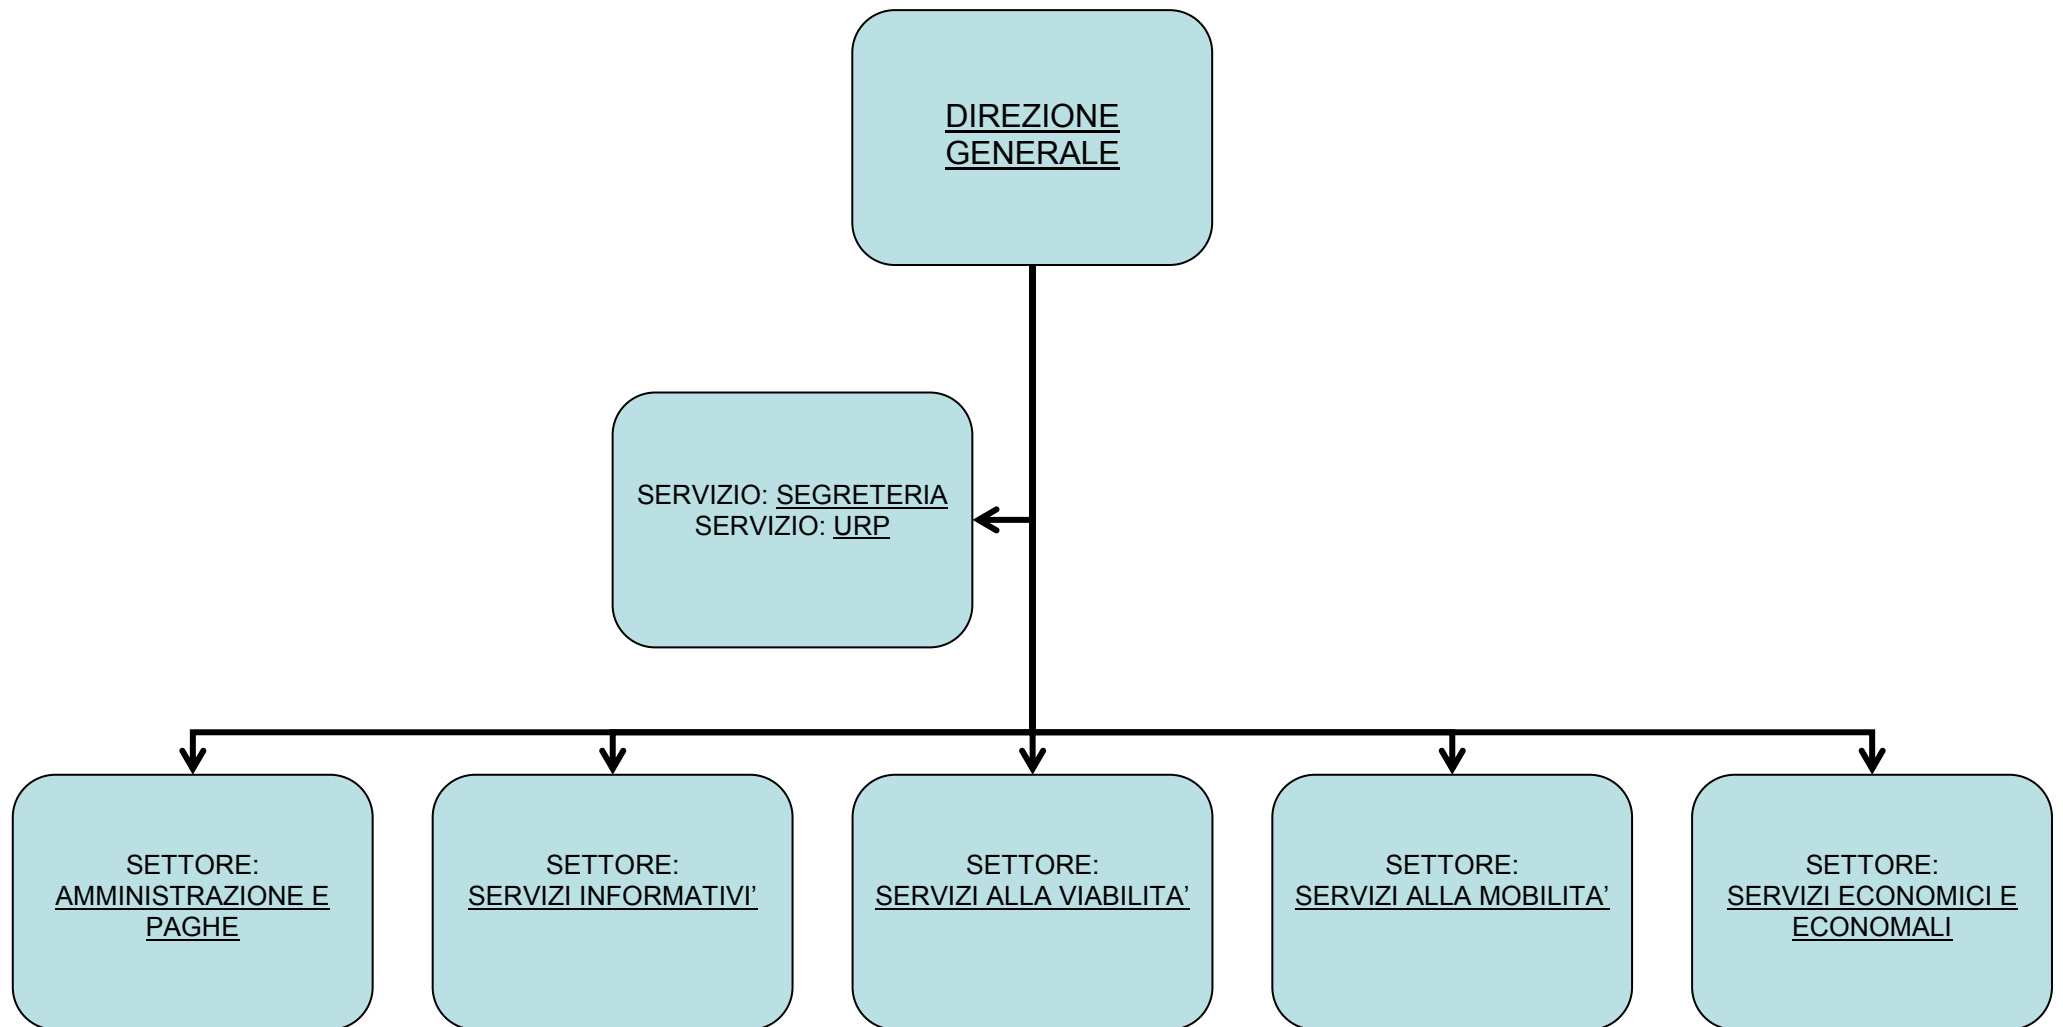 DIREZIONE
GENERALE
SERVIZIO: SEGRETERIA
SERVIZIO: URP
SETTORE:
AMMINISTRAZIONE E
PAGHE
SETTORE:
SERVIZI INFORMATIVI’
SETTORE:
SERVIZI ALLA VIABILITA’
SETTORE:
SERVIZI ALLA MOBILITA’
SETTORE:
SERVIZI ECONOMICI E
ECONOMALI